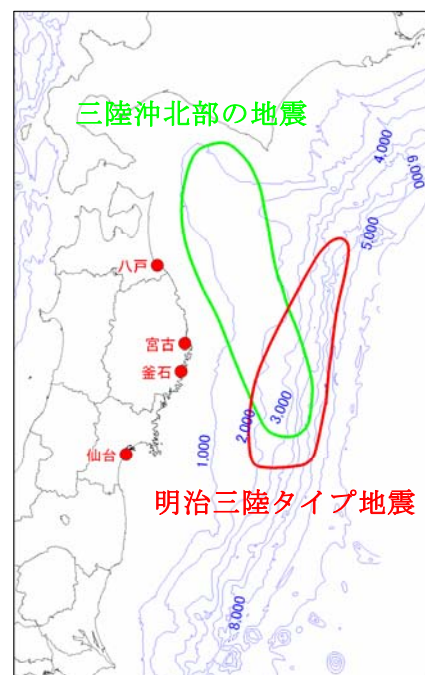 三陸沖北部の地震
4,000
6,000
5,000
八戸
宮古
釜石
3,000
2,000
1,000
仙台
明治三陸タイプ地震
8,000